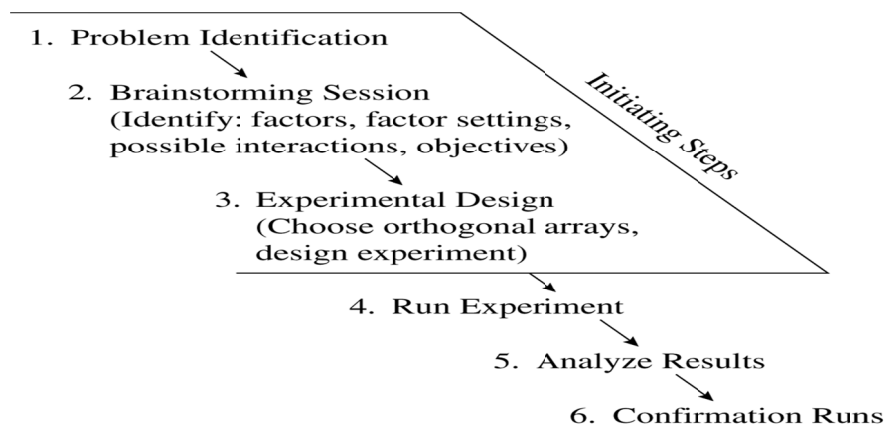 1. Problem Identification
2. Brainstorming Session
(Identify: factors, factor settings,
possible interactions, objectives)
Initiating Steps
3. Experimental Design
(Choose orthogonal arrays,
design experiment)
4. Run Experiment
5. Analyze Results
6. Confirmation Runs